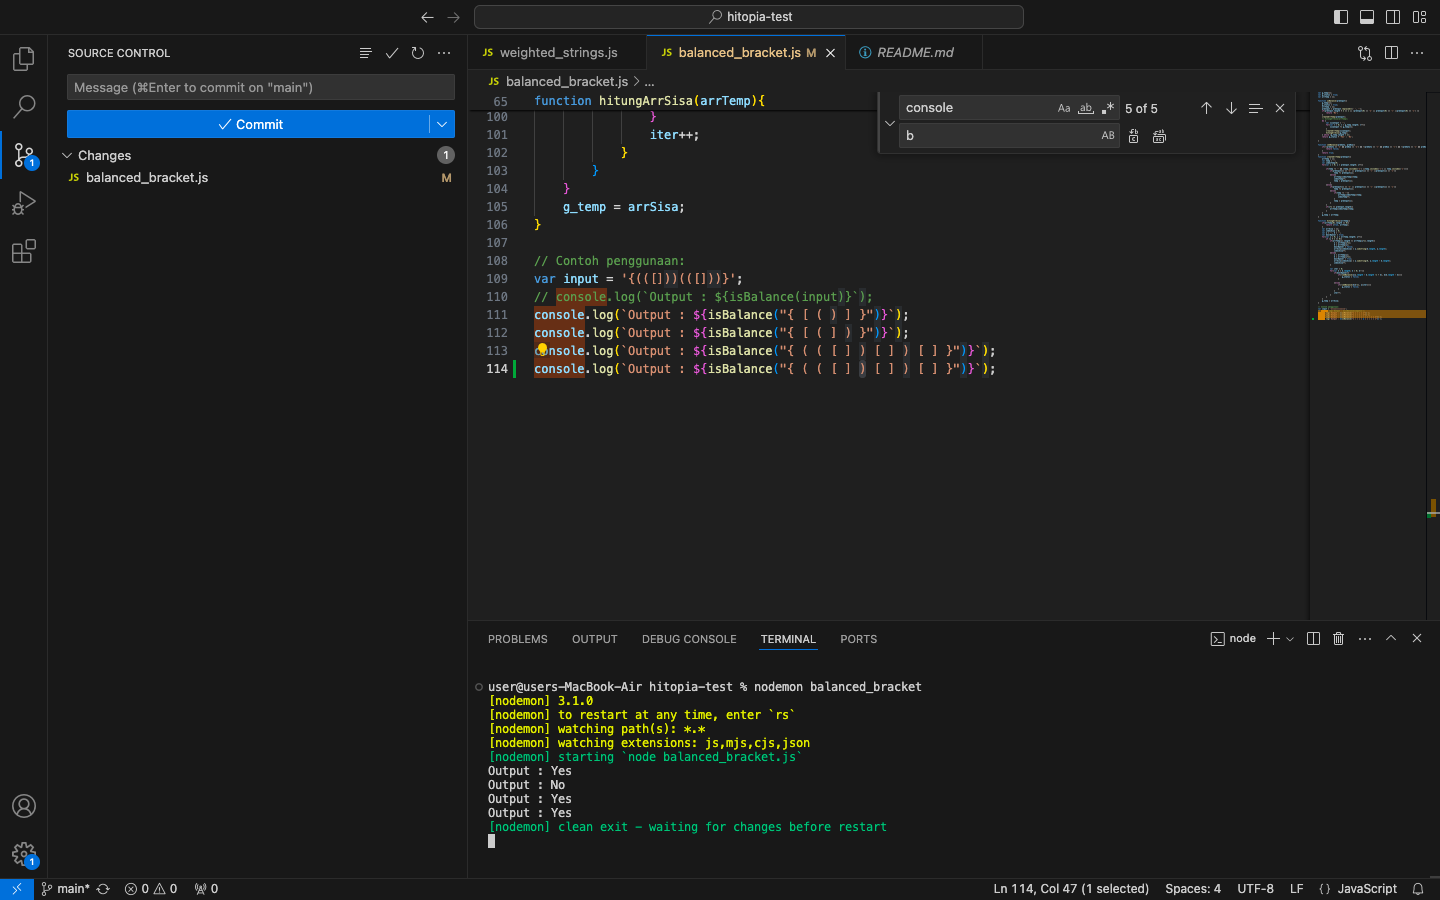 hitopia-test
SOURCE CONTROL
Message (⌘Enter to commit on "main")
Commit
Changes
1
JS balanced_bracket.js
M
1
1
JS weighted_strings.js
JS balanced_bracket.js M
README.md
JS balanced_bracket.js > ...
console
Aa ab .*
5 of 5
b
AB
65 function hitungArrSisa(arrTemp){
100 }
101 iter++;
102 }
103 }
104 }
105 g_temp = arrSisa;
106 }
107
108 // Contoh penggunaan:
109 var input = '{(([]))(([]))}';
110 // console.log(`Output : ${isBalance(input)}`);
111 console.log(`Output : ${isBalance("{ [ ( ) ] }")}`);
112 console.log(`Output : ${isBalance("{ [ ( ] ) }")}`);
113 console.log(`Output : ${isBalance("{ ( ( [ ] ) [ ] ) [ ] }")}`);
114 console.log(`Output : ${isBalance("{ ( ( [ ] ) [ ] ) [ ] }")}`);
PROBLEMS OUTPUT DEBUG CONSOLE TERMINAL PORTS
node
user@users-MacBook-Air hitopia-test % nodemon balanced_bracket
[nodemon] 3.1.0
[nodemon] to restart at any time, enter `rs`
[nodemon] watching path(s): *.*
[nodemon] watching extensions: js,mjs,cjs,json
[nodemon] starting `node balanced_bracket.js`
Output : Yes
Output : No
Output : Yes
Output : Yes
[nodemon] clean exit - waiting for changes before restart
main* 0 0 0
Ln 114, Col 47 (1 selected) Spaces: 4 UTF-8 LF {} JavaScript